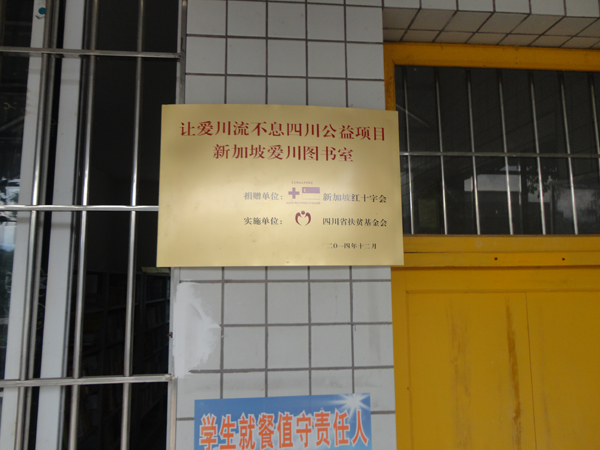 让爱川流不息四川公益项目
新加坡爱川图书室
捐赠单位： 新加坡红十字会
实施单位： 四川省扶贫基金会
二〇一四年十二月
学生就餐值守责任人